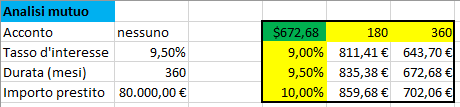 Analisi mutuo
Acconto nessuno $672,68 180 360
Tasso d'interesse 9,50% 9,00% 811,41 € 643,70 €
Durata (mesi) 360 9,50% 835,38 € 672,68 €
Importo prestito 80.000,00 € 10,00% 859,68 € 702,06 €